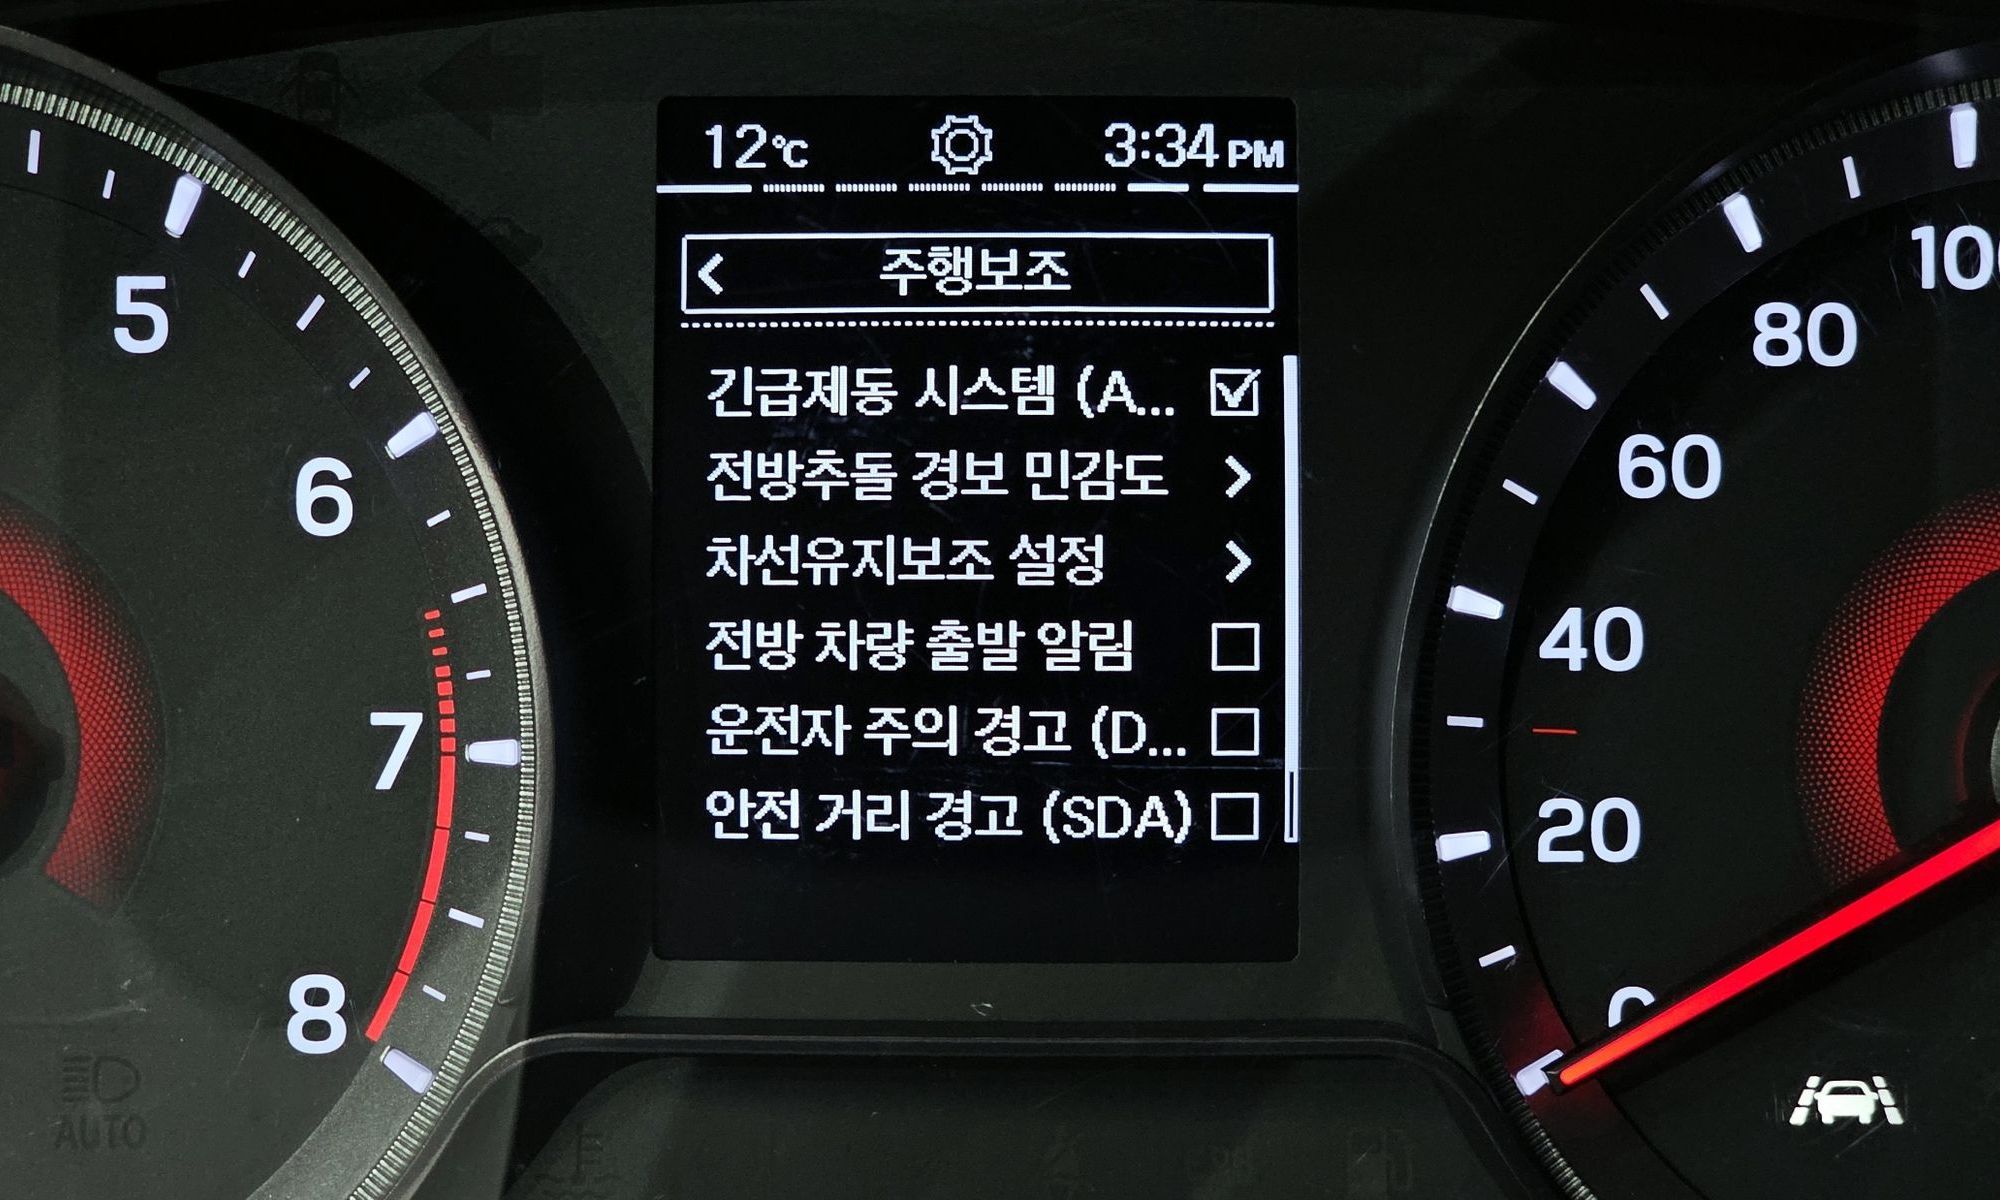 12℃ 3:34 PM
주행보조
긴급제동 시스템 (A...
전방추돌 경보 민감도
차선유지보조 설정
전방 차량 출발 알림
운전자 주의 경고 (D...
안전 거리 경고 (SDA)
5
6
7
8
AUTO
100
80
60
40
20
0